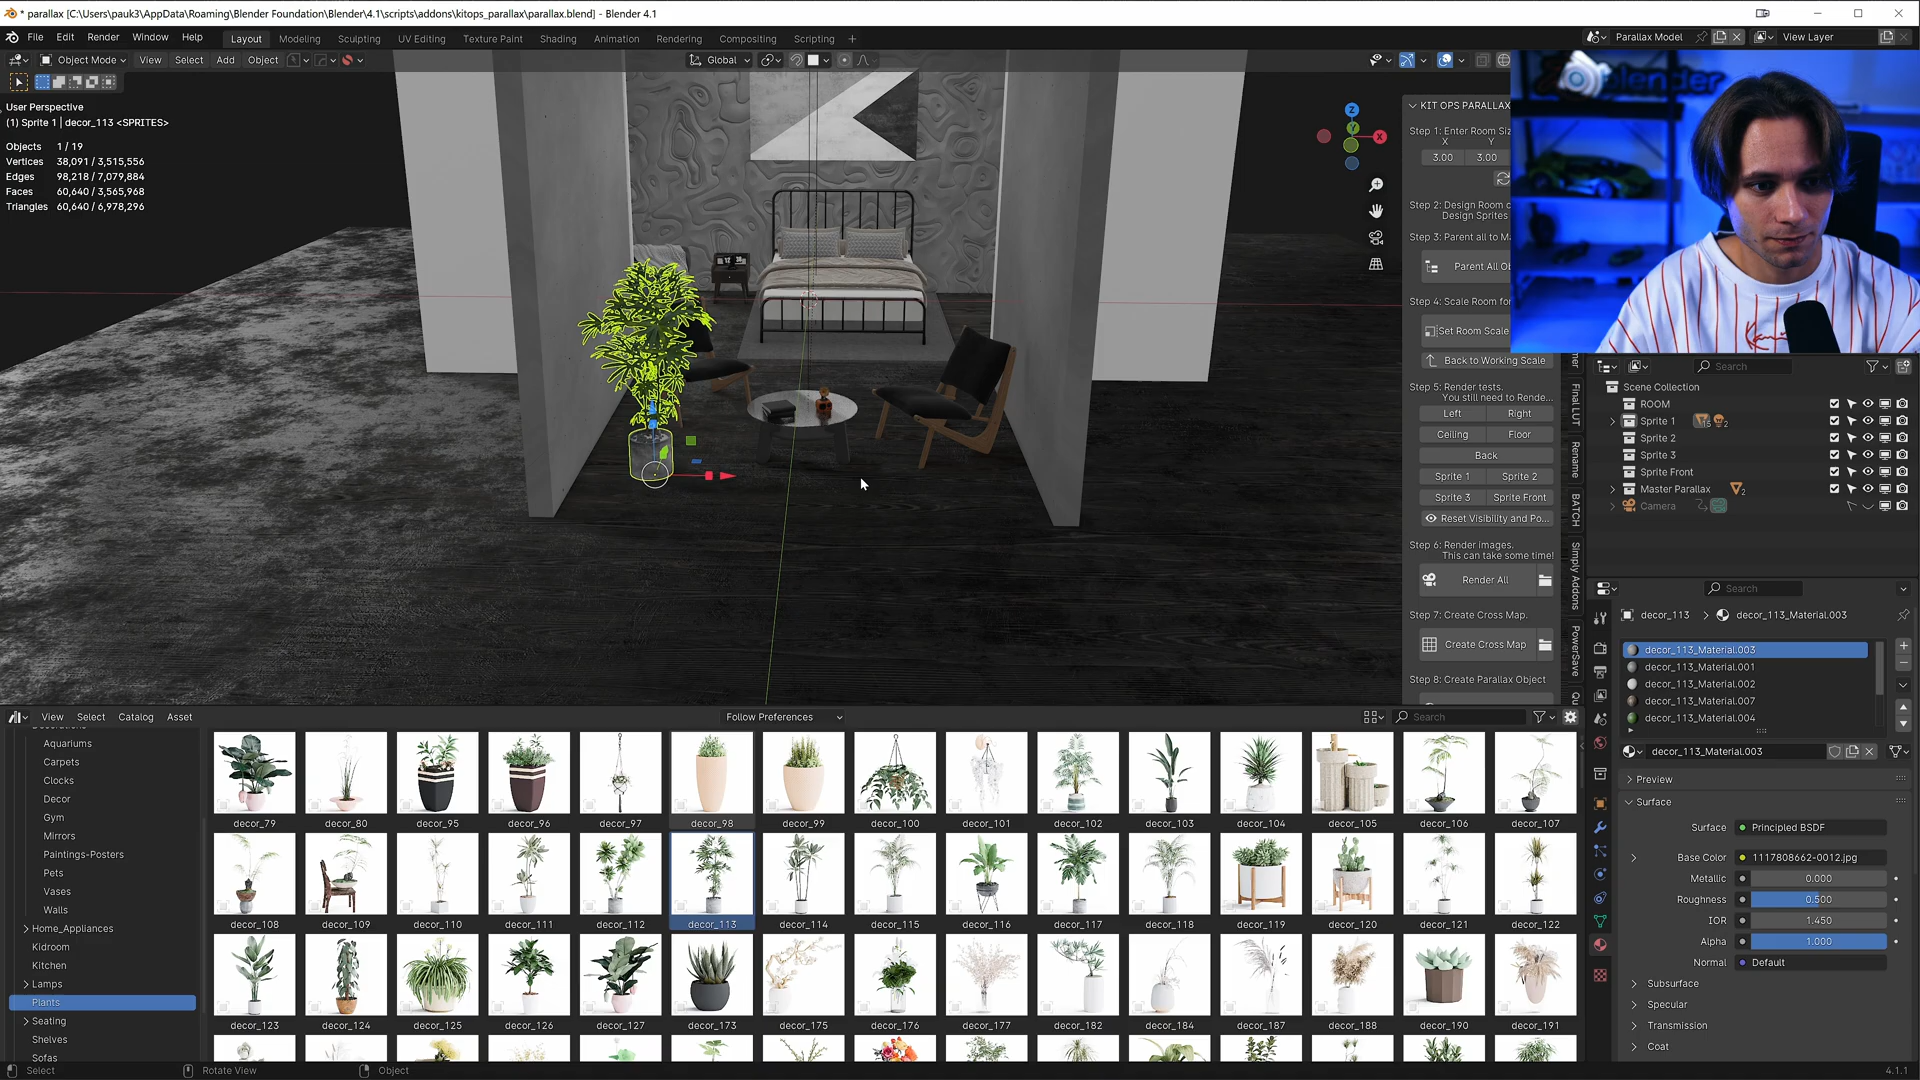 * parallax [C:\Users\pauk3\AppData\Roaming\Blender Foundation\Blender\4.1\scripts\addons\kitops_parallax\parallax.blend] - Blender 4.1
File Edit Render Window Help
Layout Modeling Sculpting UV Editing Texture Paint Shading Animation Rendering Compositing Scripting +
Parallax Model
View Layer
Object Mode View Select Add Object
Global
User Perspective
(1) Sprite 1 | decor_113 <SPRITES>
Objects 1 / 19
Vertices 38,091 / 3,515,556
Edges 98,218 / 7,079,884
Faces 60,640 / 3,565,968
Triangles 60,640 / 6,978,296
Z
Y
X
KIT OPS PARALLAX
Step 1: Enter Room Si
X Y
3.00 3.00
Step 2: Design Room
Design Sprites
Step 3: Parent all to M
Parent All O
Step 4: Scale Room for
Set Room Scale
Back to Working Scale
Step 5: Render tests.
You still need to Rende...
Left Right
Ceiling Floor
Back
Sprite 1 Sprite 2
Sprite 3 Sprite Front
Reset Visibility and Po...
Step 6: Render images.
This can take some time!
Render All
Step 7: Create Cross Map.
Create Cross Map
Step 8: Create Parallax Object
Final LUT
Rename
BATCH
Simply Addons
PowerSave
blender
Search
Scene Collection
ROOM
Sprite 1
Sprite 2
Sprite 3
Sprite Front
Master Parallax 2
Camera
Search
decor_113 > decor_113_Material.003
decor_113_Material.003
decor_113_Material.001
decor_113_Material.002
decor_113_Material.007
decor_113_Material.004
decor_113_Material.003
Preview
Surface
Surface Principled BSDF
Base Color 1117808662-0012.jpg
Metallic 0.000
Roughness 0.500
IOR 1.450
Alpha 1.000
Normal Default
Subsurface
Specular
Transmission
Coat
View Select Catalog Asset
Follow Preferences
Search
Aquariums
Carpets
Clocks
Decor
Gym
Mirrors
Paintings-Posters
Pets
Vases
Walls
Home_Appliances
Kidroom
Kitchen
Lamps
Plants
Seating
Shelves
Sofas
decor_79 decor_80 decor_95 decor_96 decor_97 decor_98 decor_99 decor_100 decor_101 decor_102 decor_103 decor_104 decor_105 decor_106 decor_107
decor_108 decor_109 decor_110 decor_111 decor_112 decor_113 decor_114 decor_115 decor_116 decor_117 decor_118 decor_119 decor_120 decor_121 decor_122
decor_123 decor_124 decor_125 decor_126 decor_127 decor_173 decor_175 decor_176 decor_177 decor_182 decor_184 decor_187 decor_188 decor_190 decor_191
Select Rotate View Object
4.1.1